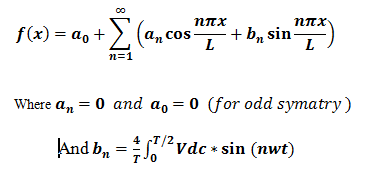 f(x) = a₀ + ∑_{n=1}^{∞} (aₙ cos nπx/L + bₙ sin nπx/L)
Where aₙ = 0 and a₀ = 0 (for odd symatry)
And bₙ = 4/T ∫₀^{T/2} Vdc * sin (nwt)